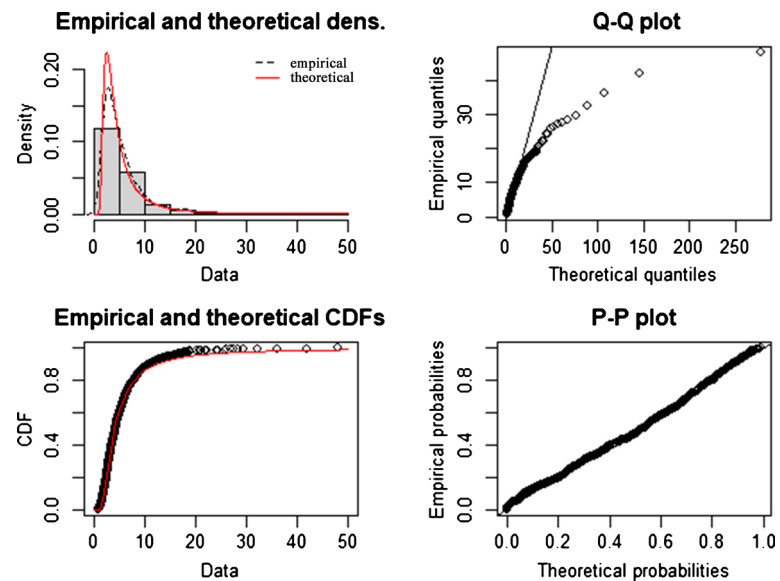 Empirical and theoretical dens.
Density
0.00 0.10 0.20
empirical
theoretical
0 10 20 30 40 50
Data
Q-Q plot
Empirical quantiles
0 10 30
0 50 100 150 200 250
Theoretical quantiles
Empirical and theoretical CDFs
CDF
0.0 0.4 0.8
0 10 20 30 40 50
Data
P-P plot
Empirical probabilities
0.0 0.4 0.8
0.0 0.2 0.4 0.6 0.8 1.0
Theoretical probabilities